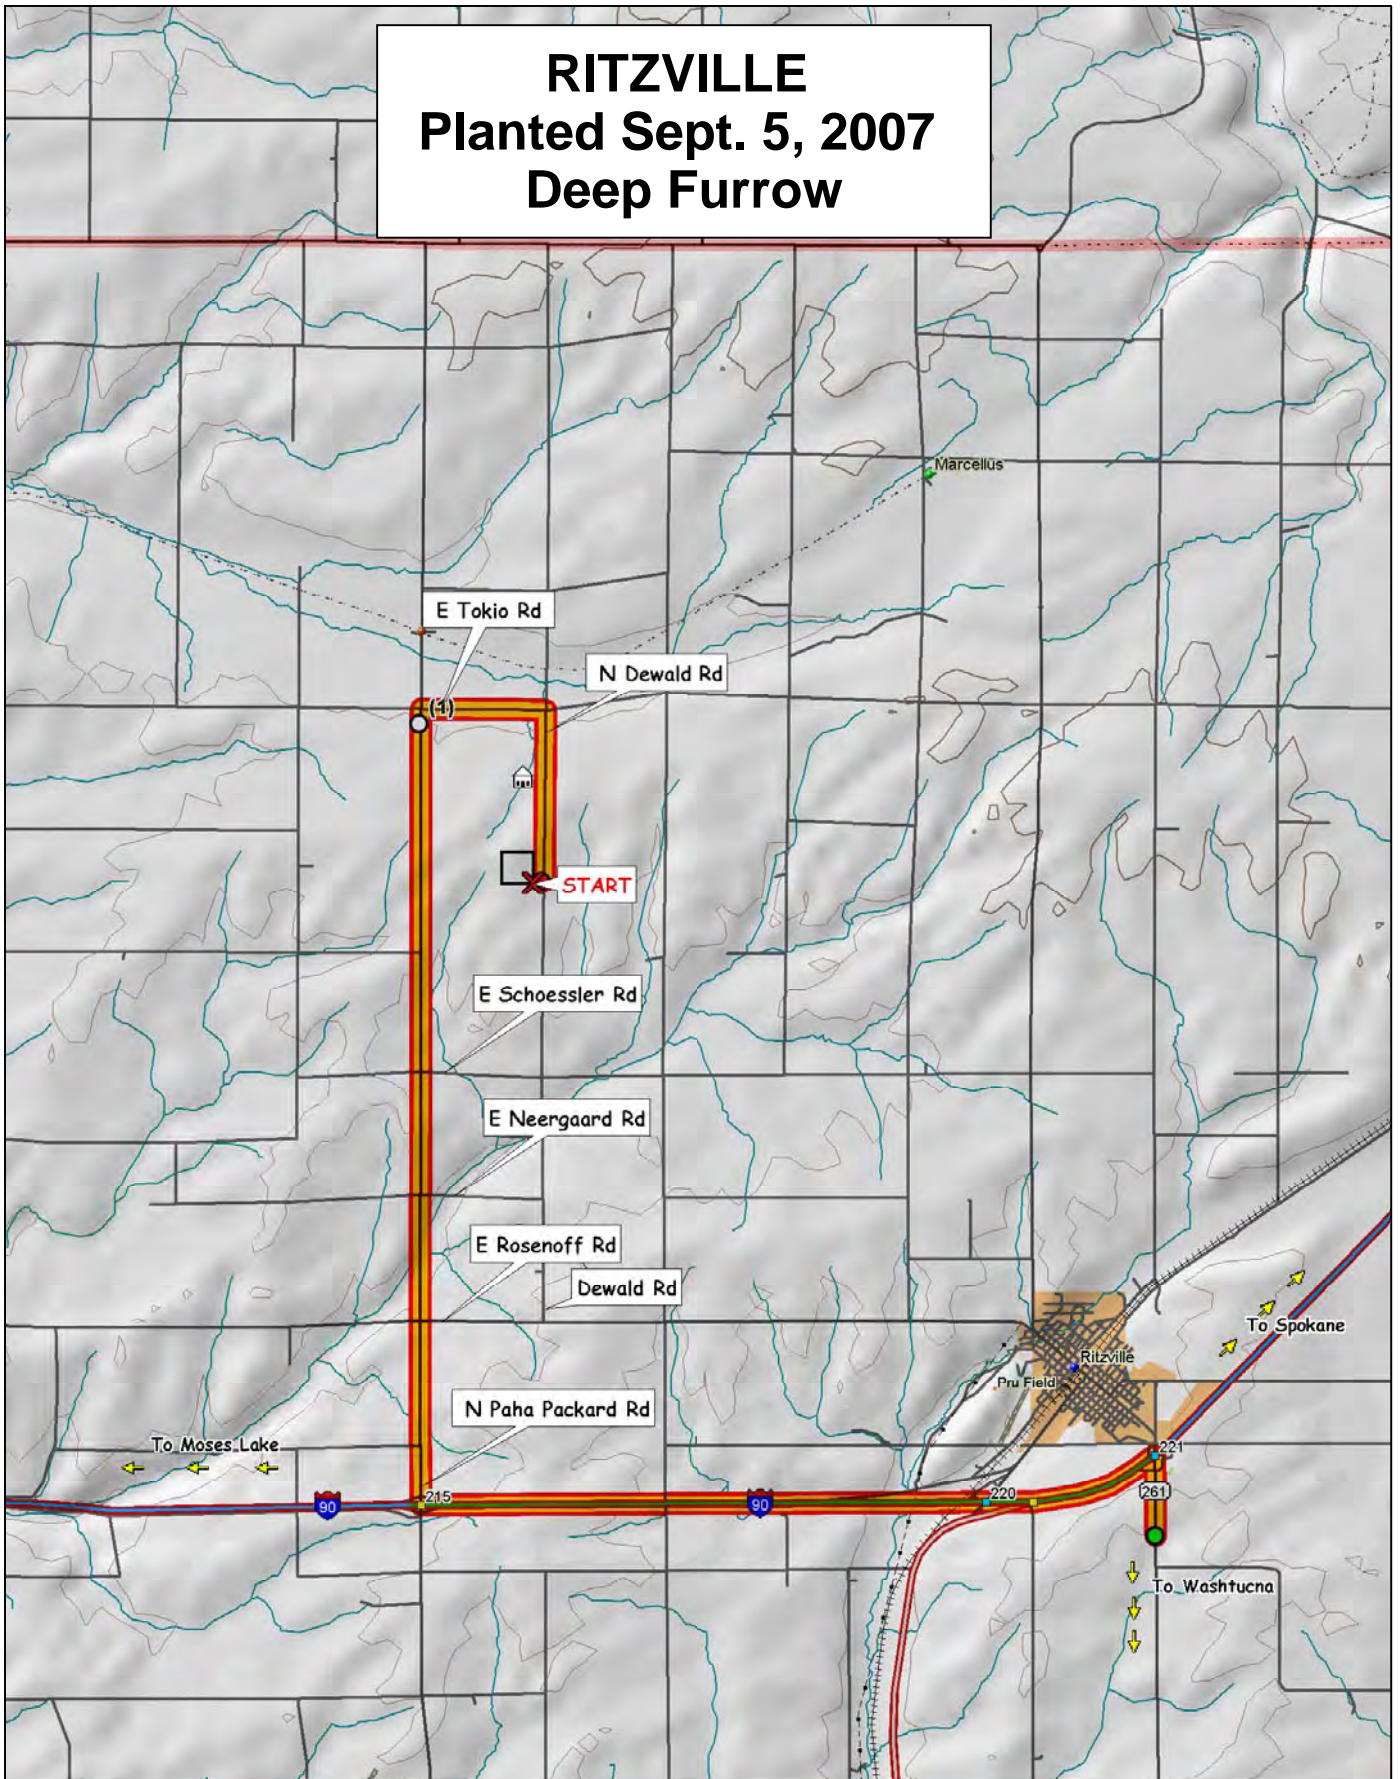 RITZVILLE
Planted Sept. 5, 2007
Deep Furrow
Marcellus
E Tokio Rd
N Dewald Rd
(1)
START
E Schoessler Rd
E Neergaard Rd
E Rosenoff Rd
Dewald Rd
To Spokane
Ritzville
Pru Field
N Paha Packard Rd
To Moses Lake
221
215
220
261
90
90
To Washtucna